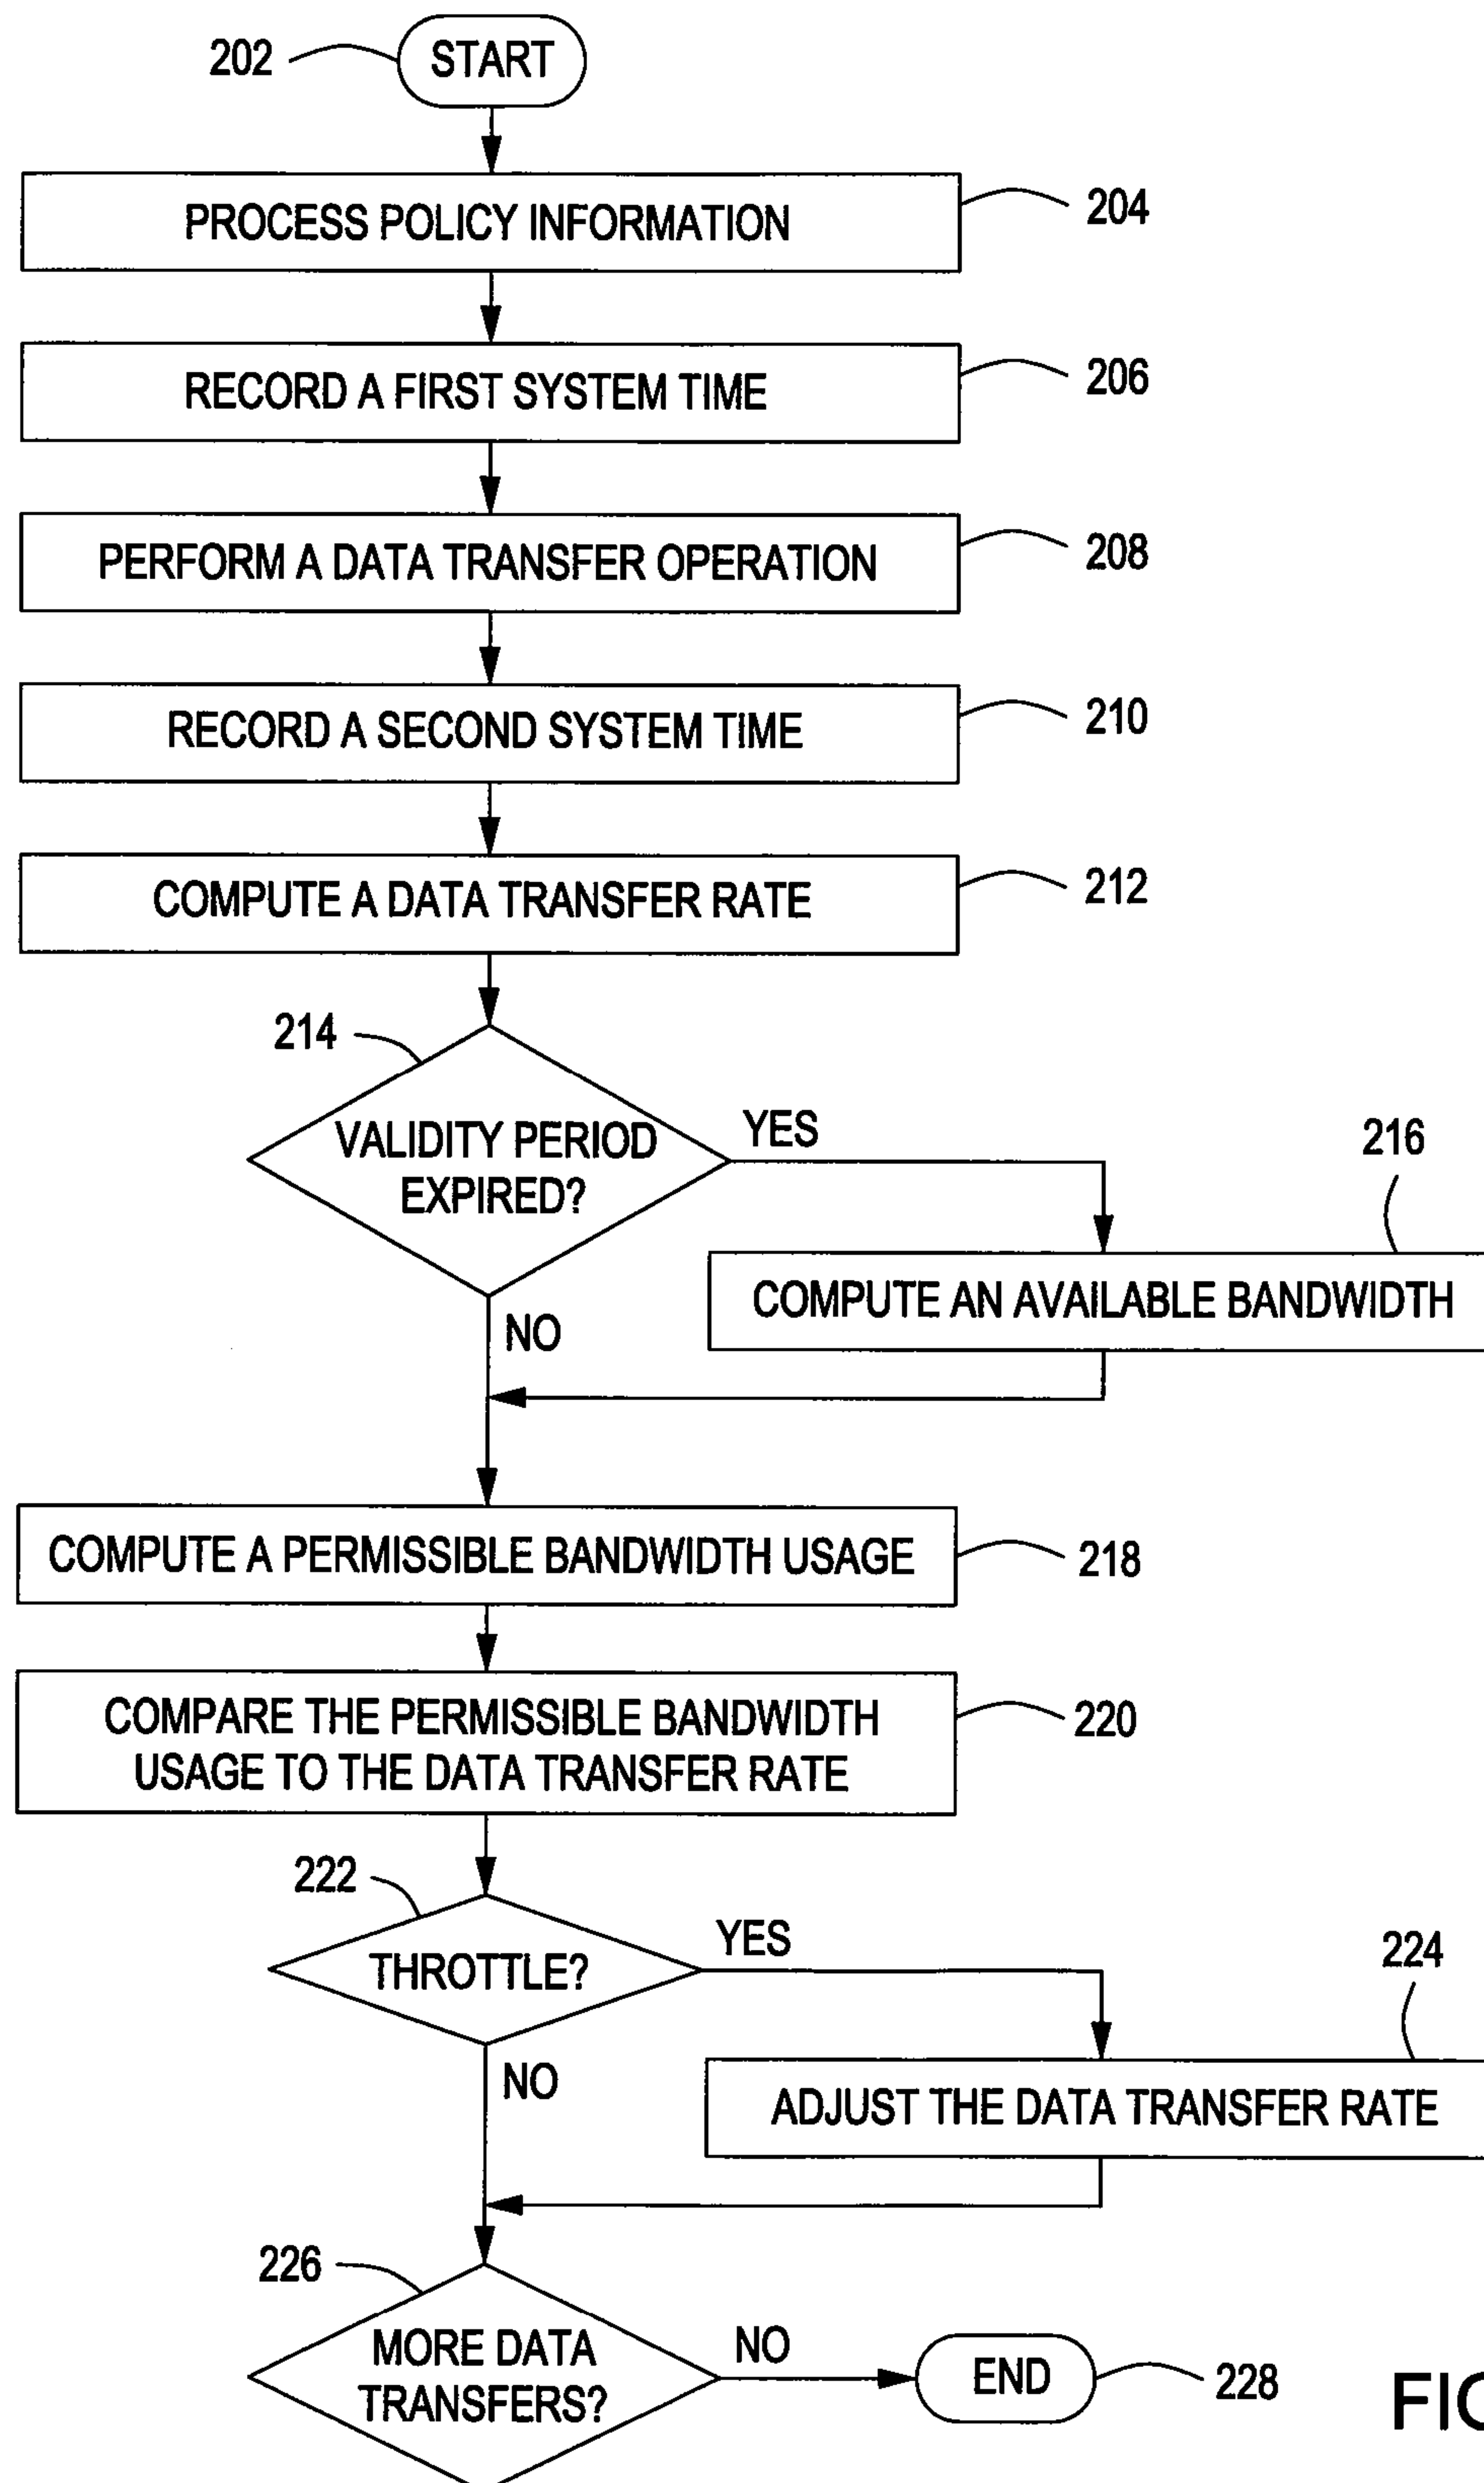 202
START
PROCESS POLICY INFORMATION
204
RECORD A FIRST SYSTEM TIME
206
PERFORM A DATA TRANSFER OPERATION
208
RECORD A SECOND SYSTEM TIME
210
COMPUTE A DATA TRANSFER RATE
212
214
VALIDITY PERIOD
EXPIRED?
YES
216
COMPUTE AN AVAILABLE BANDWIDTH
NO
COMPUTE A PERMISSIBLE BANDWIDTH USAGE
218
COMPARE THE PERMISSIBLE BANDWIDTH
USAGE TO THE DATA TRANSFER RATE
220
222
THROTTLE?
YES
224
ADJUST THE DATA TRANSFER RATE
NO
226
MORE DATA
TRANSFERS?
NO
END
228